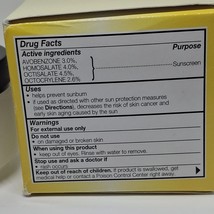 Drug Facts
Active ingredients Purpose
AVOBENZONE 3.0%,
HOMOSALATE 4.0%,
OCTISALATE 4.5%, Sunscreen
OCTOCRYLENE 2.6%
Uses
• helps prevent sunburn
• if used as directed with other sun protection measures
(see Directions), decreases the risk of skin cancer and
early skin aging caused by the sun
Warnings
For external use only
Do not use
• on damaged or broken skin
When using this product
• keep out of eyes. Rinse with water to remove.
Stop use and ask a doctor if
• rash occurs
Keep out of reach of children. If product is swallowed, get
medical help or contact a Poison Control Center right away.